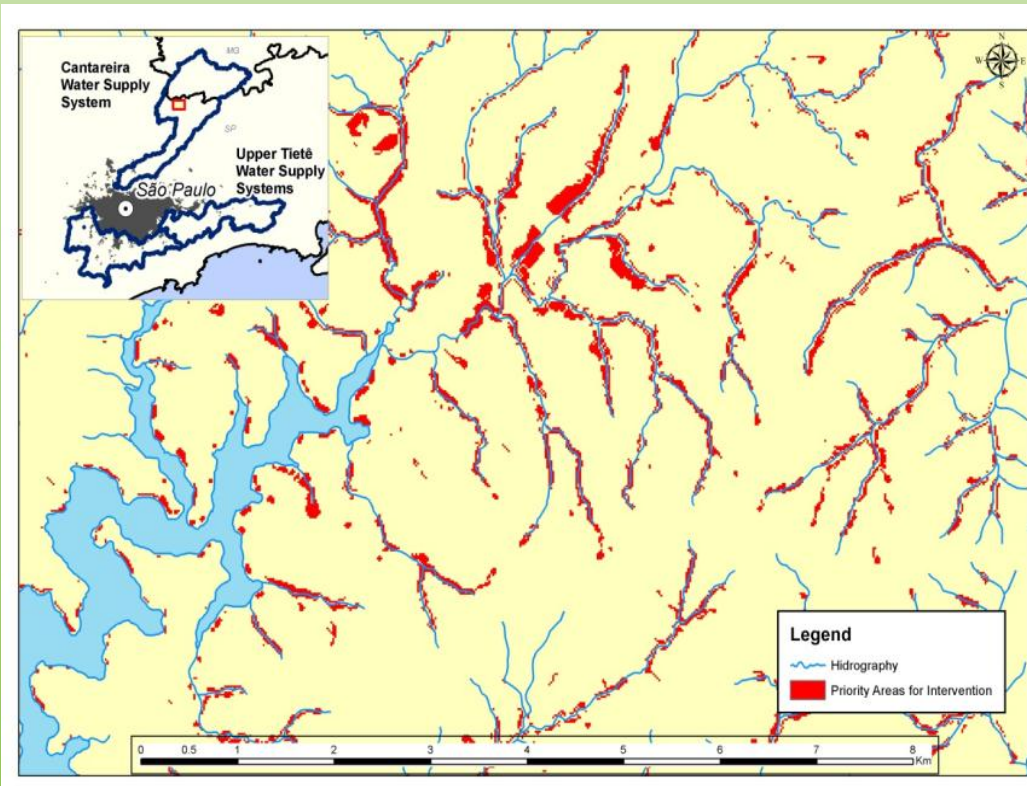 Cantareira
Water Supply
System
MG
SP
Upper Tietê
Water Supply
Systems
São Paulo
N
W
E
S
Legend
Hidrography
Priority Areas for Intervention
0 0.5 1 2 3 4 5 6 7 8
Km